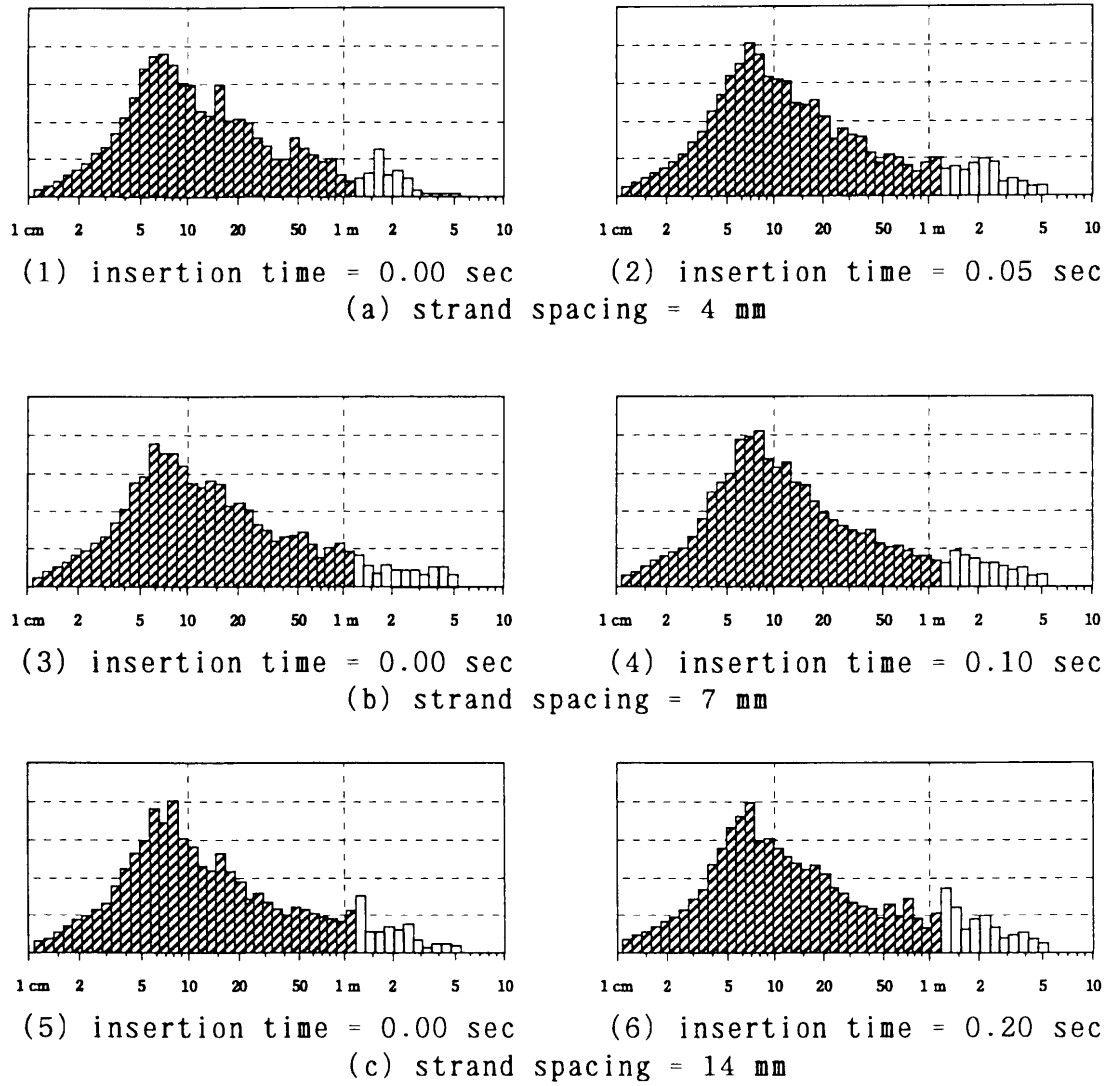 1 cm 2 5 10 20 50 1 m 2 5 10
1 cm 2 5 10 20 50 1 m 2 5 10
(1) insertion time = 0.00 sec
(2) insertion time = 0.05 sec
(a) strand spacing = 4 mm
1 cm 2 5 10 20 50 1 m 2 5 10
1 cm 2 5 10 20 50 1 m 2 5 10
(3) insertion time = 0.00 sec
(4) insertion time = 0.10 sec
(b) strand spacing = 7 mm
1 cm 2 5 10 20 50 1 m 2 5 10
1 cm 2 5 10 20 50 1 m 2 5 10
(5) insertion time = 0.00 sec
(6) insertion time = 0.20 sec
(c) strand spacing = 14 mm